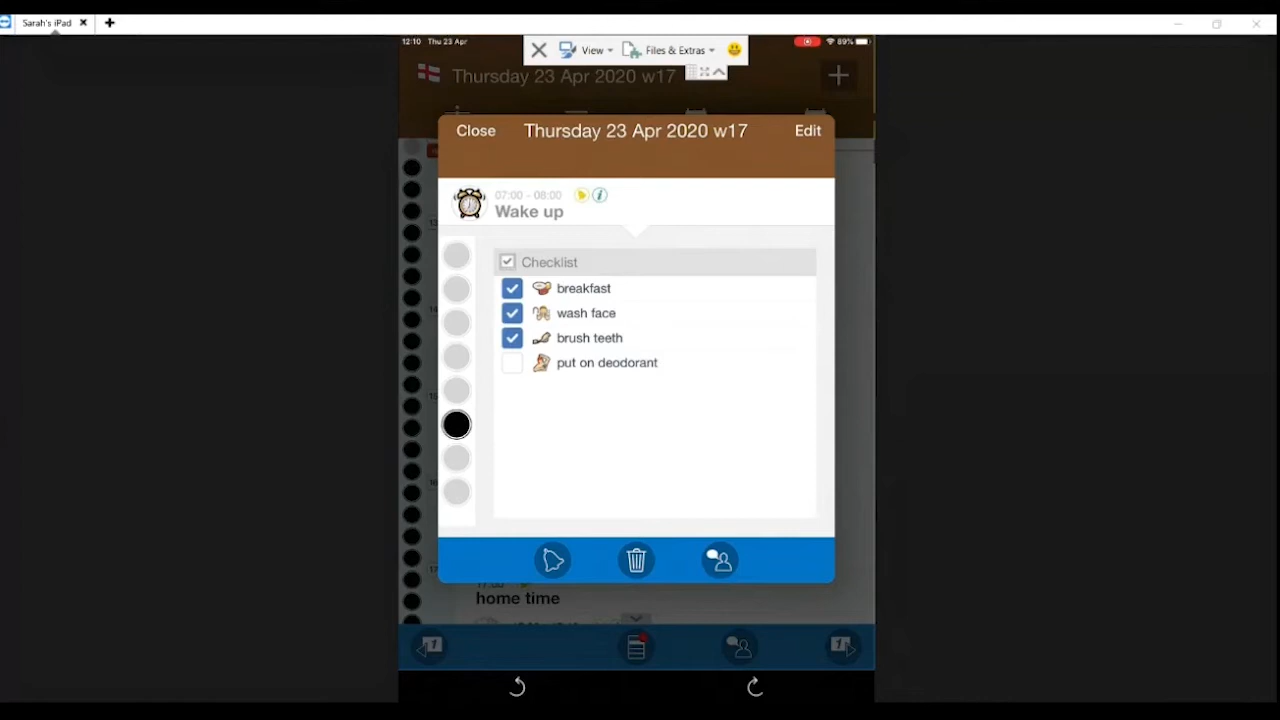 Sarah's iPad
12:10 Thu 23 Apr
View
Files & Extras
89%
Thursday 23 Apr 2020 w17
Close
Thursday 23 Apr 2020 w17
Edit
07:00 - 08:00
Wake up
Checklist
breakfast
wash face
brush teeth
put on deodorant
17:00
home time